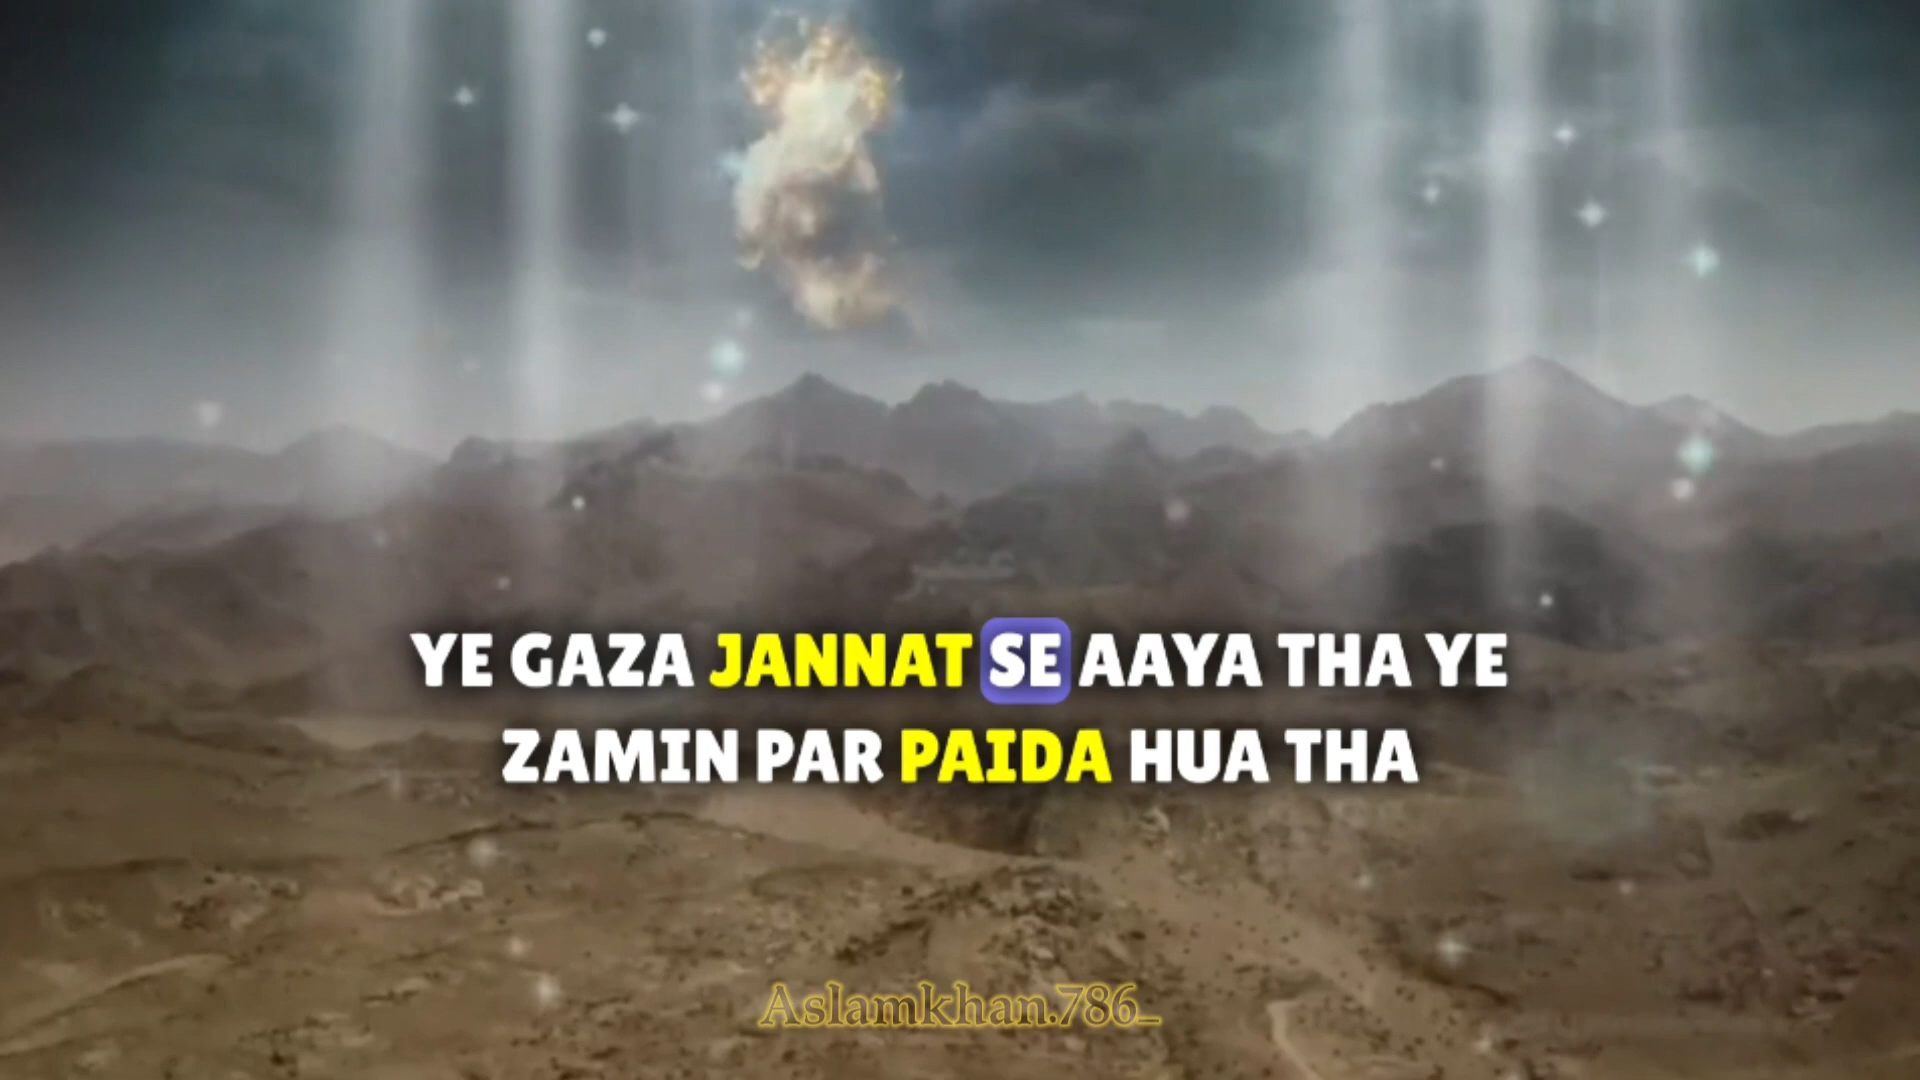 YE GAZA JANNAT SE AAYA THA YE
ZAMIN PAR PAIDA HUA THA
Aslamkhan.786_